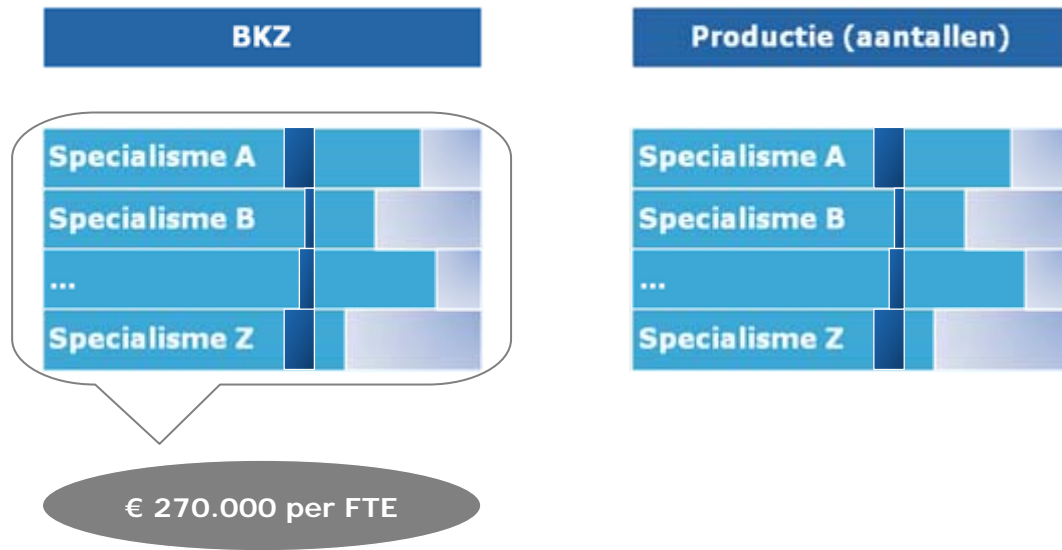 BKZ
Productie (aantallen)
Specialisme A
Specialisme B
...
Specialisme Z
Specialisme A
Specialisme B
...
Specialisme Z
€ 270.000 per FTE